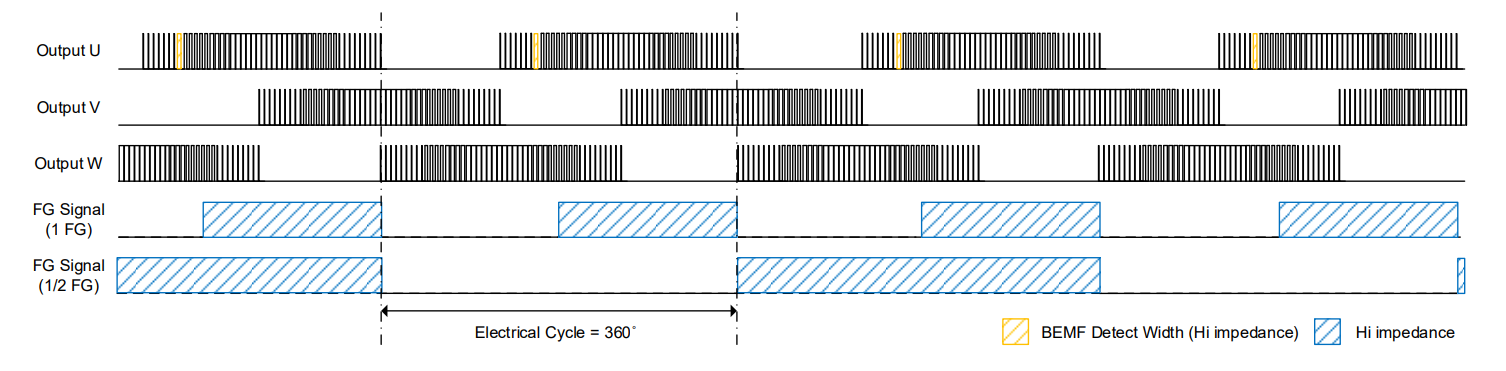 Output U
Output V
Output W
FG Signal
(1 FG)
FG Signal
(1/2 FG)
Electrical Cycle = 360˚
BEMF Detect Width (Hi impedance)
Hi impedance